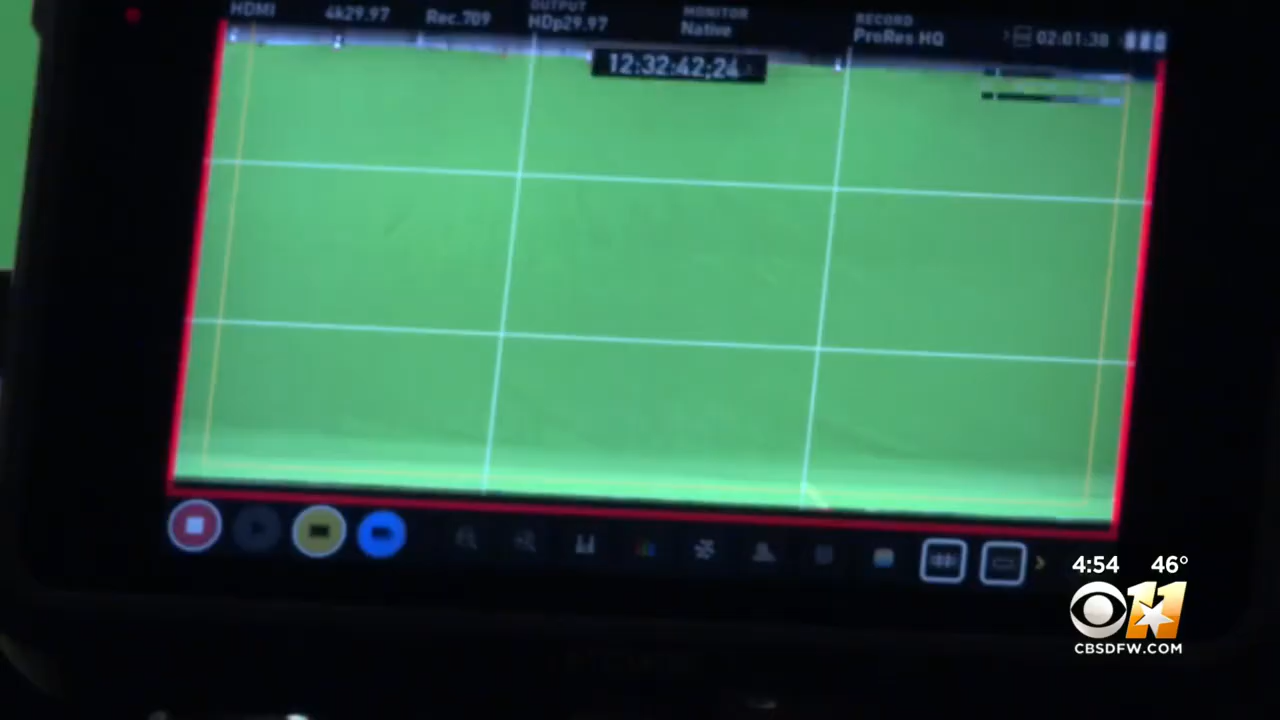 HDMI 4k29.97 Rec.709 OUTPUT HDp29.97 MONITOR Native RECORD ProRes HQ 02:01:38
12:32:42;24
4:54 46°
11
CBSDFW.COM